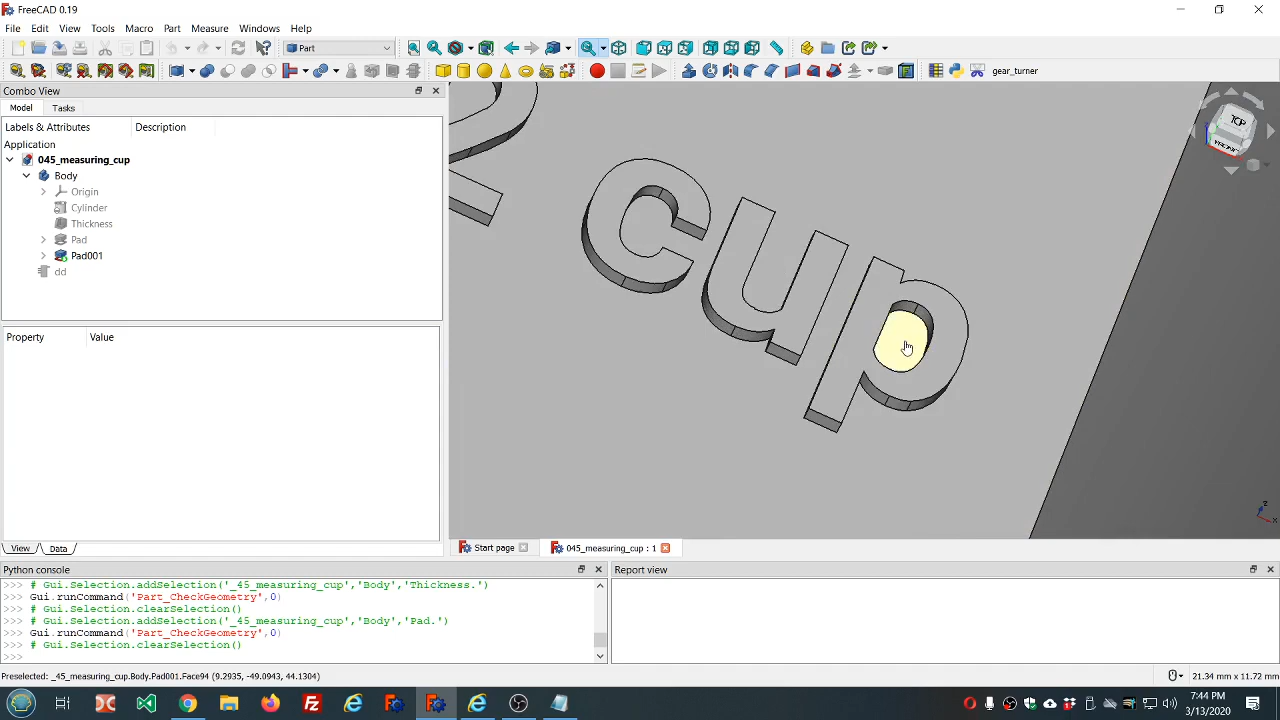 FreeCAD 0.19
File Edit View Tools Macro Part Measure Windows Help
Part
gear_turner
Combo View
Model Tasks
Labels & Attributes Description
Application
045_measuring_cup
Body
Origin
Cylinder
Thickness
Pad
Pad001
dd
Property Value
View Data
2 cup
TOP
FRONT
Z
X
Start page 045_measuring_cup : 1
Python console
>>> # Gui.Selection.addSelection('_45_measuring_cup','Body','Thickness.')
>>> Gui.runCommand('Part_CheckGeometry',0)
>>> # Gui.Selection.clearSelection()
>>> # Gui.Selection.addSelection('_45_measuring_cup','Body','Pad.')
>>> Gui.runCommand('Part_CheckGeometry',0)
>>> # Gui.Selection.clearSelection()
>>>
Report view
Preselected: _45_measuring_cup.Body.Pad001.Face94 (9.2935, -49.0943, 44.1304)
21.34 mm x 11.72 mm
7:44 PM
3/13/2020